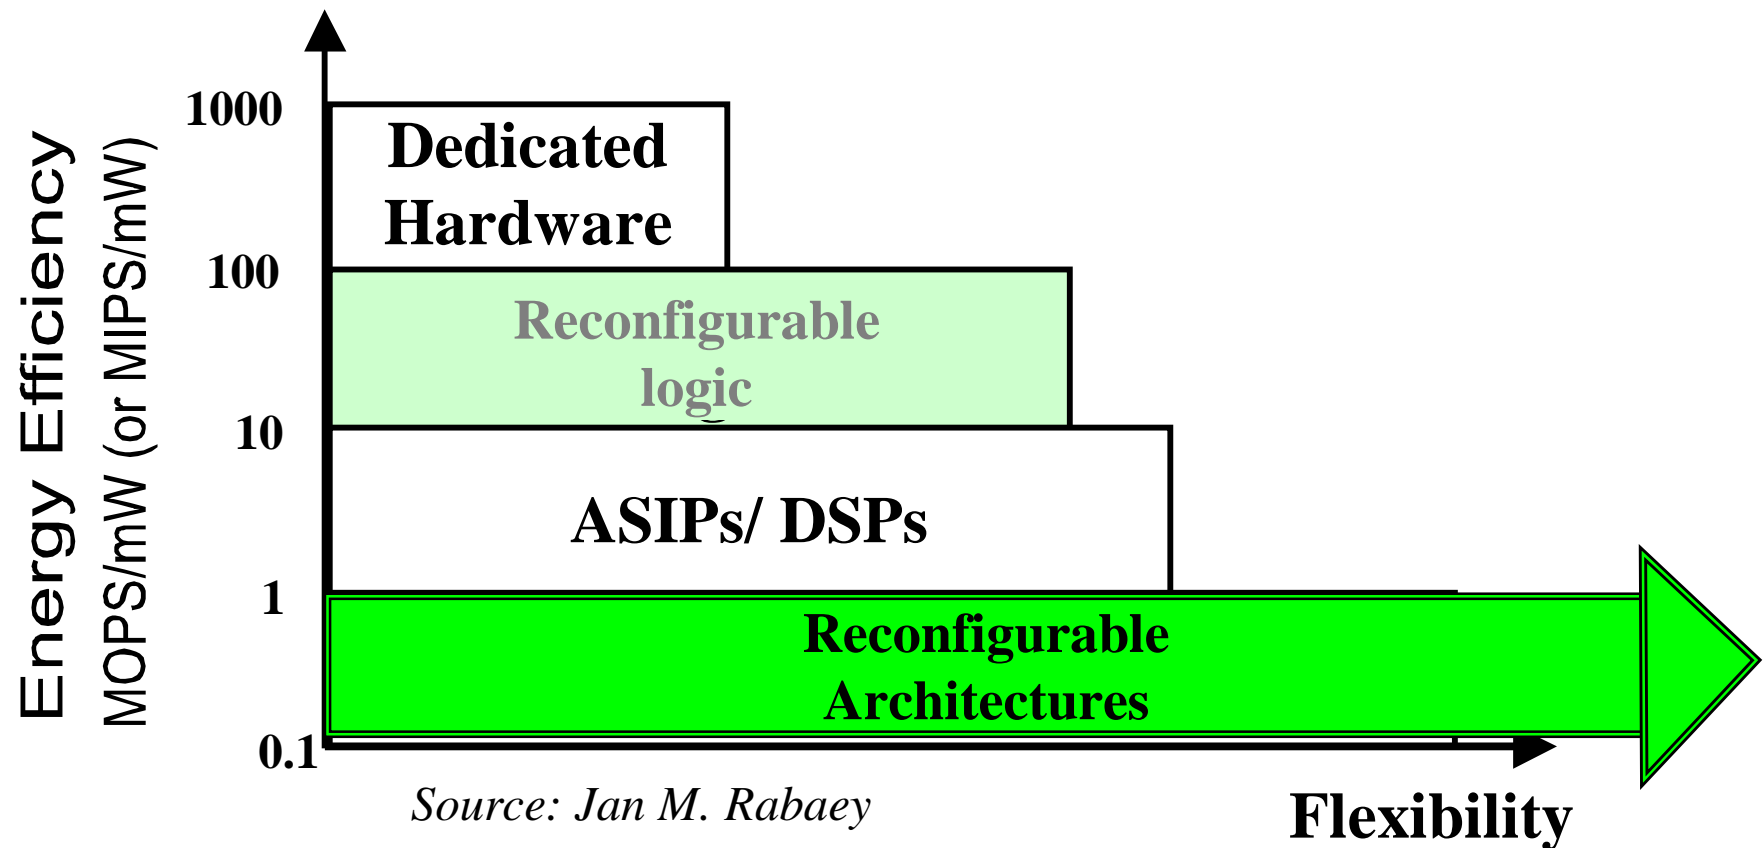 Energy Efficiency
MOPS/mW (or MIPS/mW)
1000
Dedicated
Hardware
100
Reconfigurable
logic
10
ASIPs/ DSPs
1
Reconfigurable
Architectures
0.1
Source: Jan M. Rabaey
Flexibility